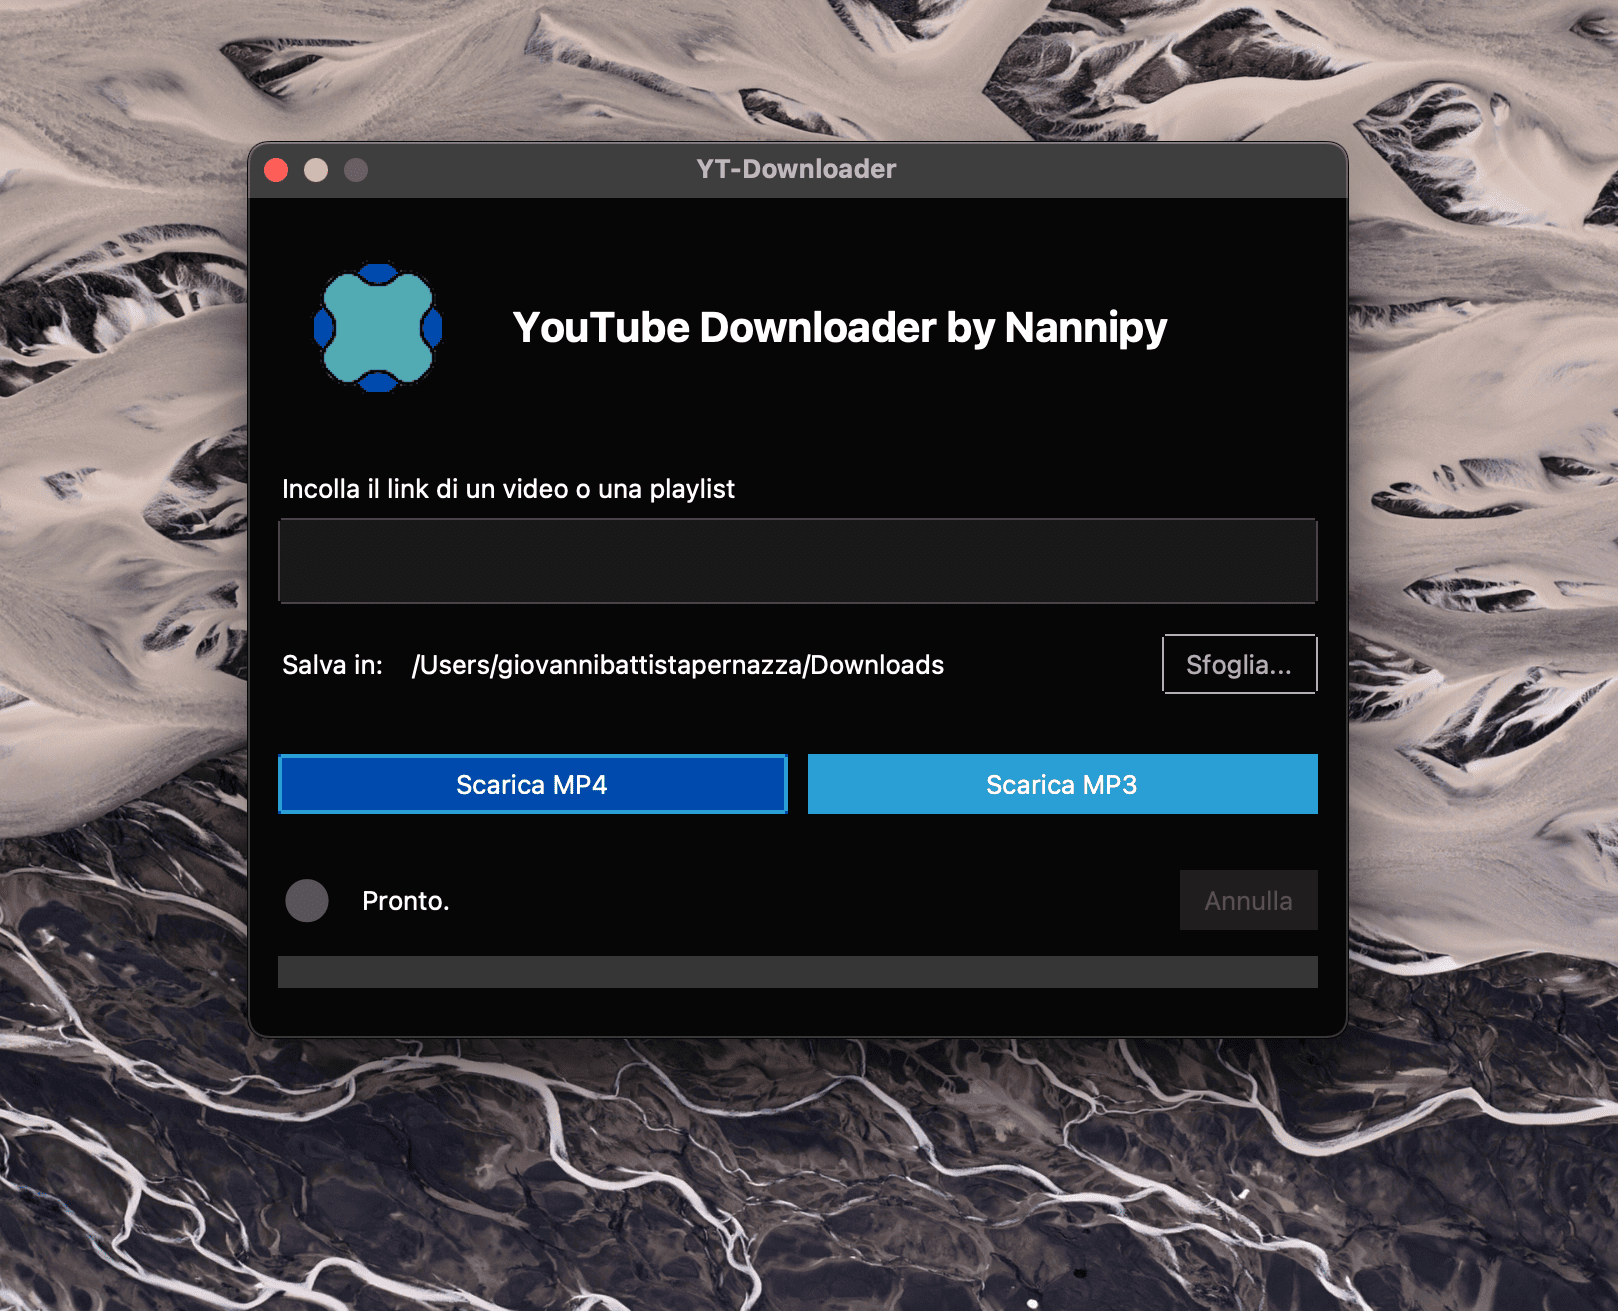 YT-Downloader
YouTube Downloader by Nannipy
Incolla il link di un video o una playlist
Salva in: /Users/giovannibattistapernazza/Downloads Sfoglia...
Scarica MP4 Scarica MP3
Pronto. Annulla